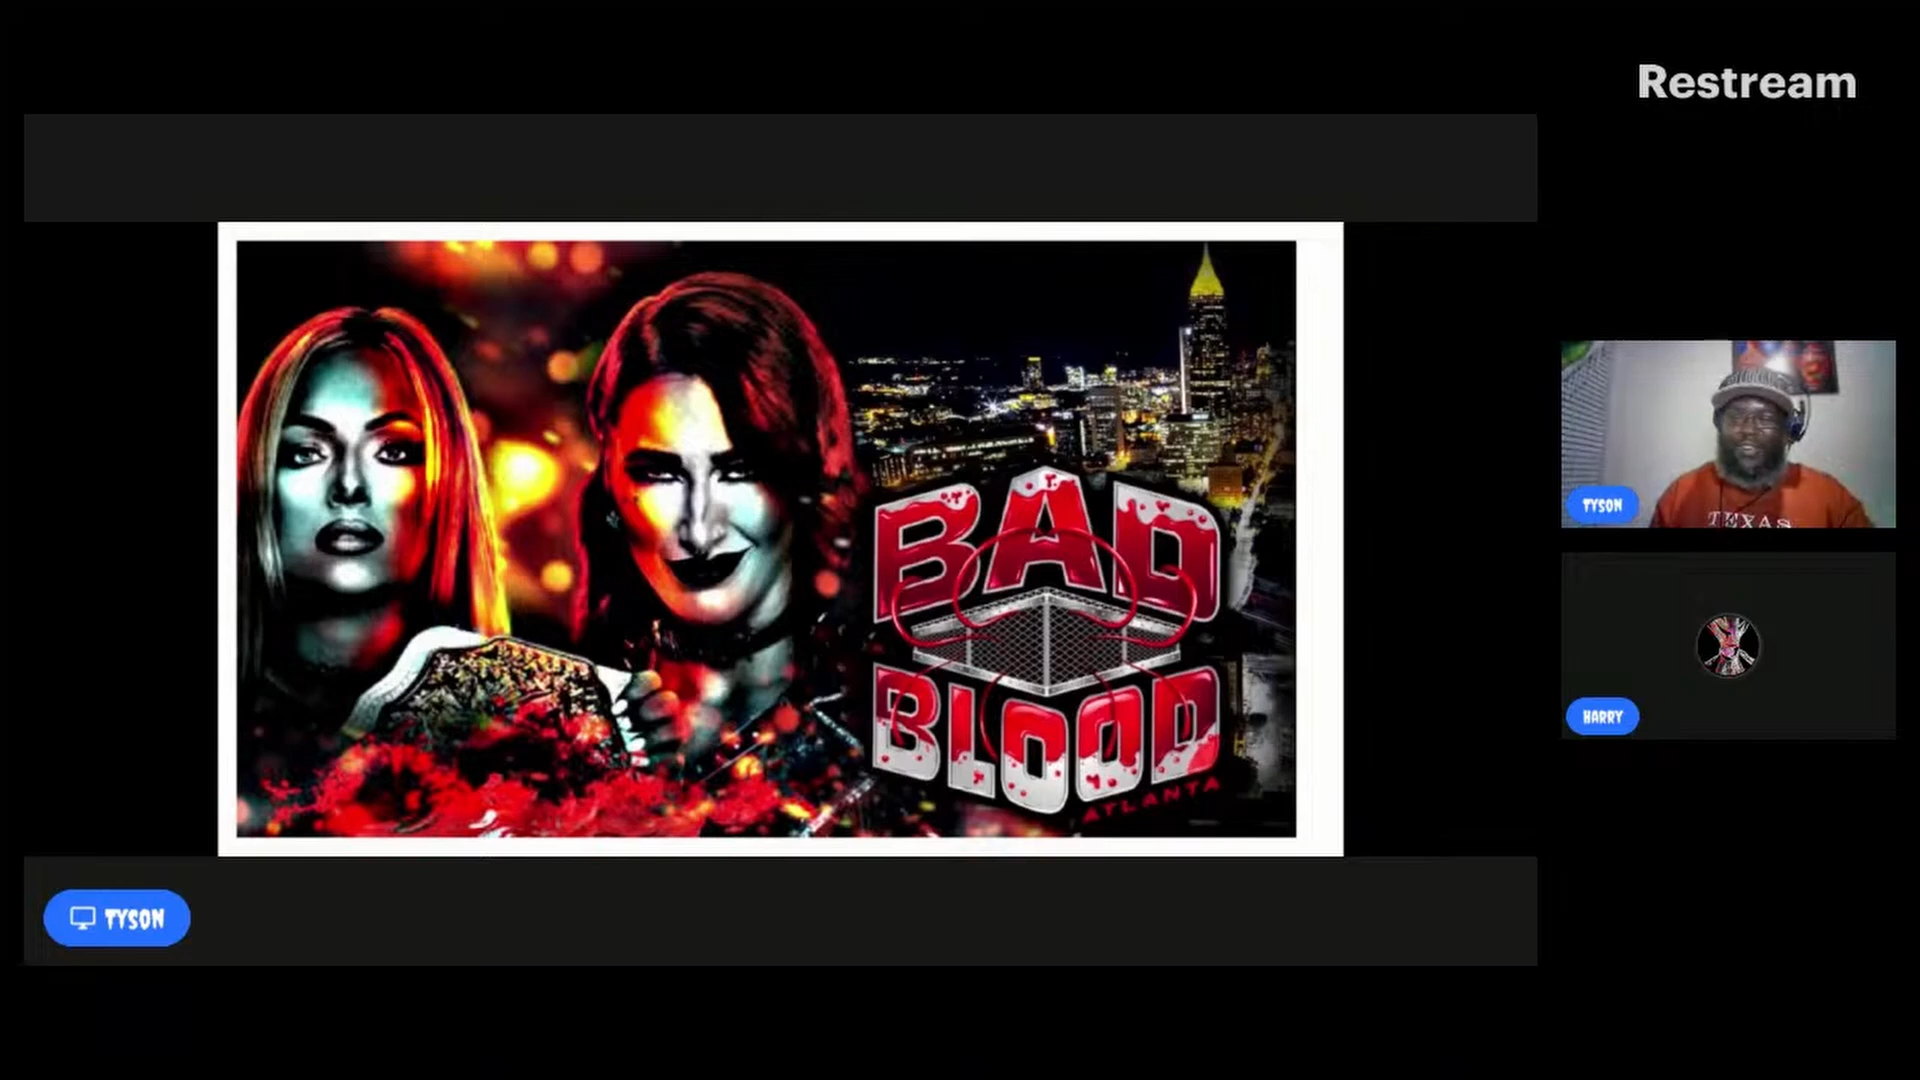 Restream
BAD
BLOOD
ATLANTA
TYSON
TEXAS
HARRY
TYSON